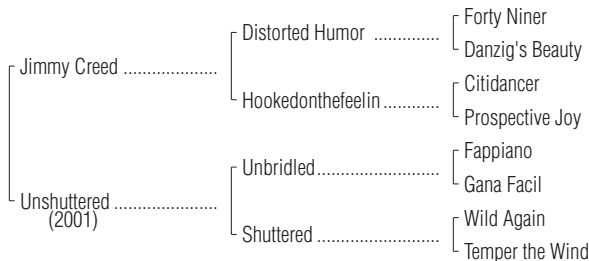 Forty Niner
Distorted Humor ..............
Danzig's Beauty
Jimmy Creed ....................
Citidancer
Hookedonthefeelin ............
Prospective Joy
Fappiano
Unbridled..........................
Gana Facil
Unshuttered ......................
(2001)
Wild Again
Shuttered ..........................
Temper the Wind